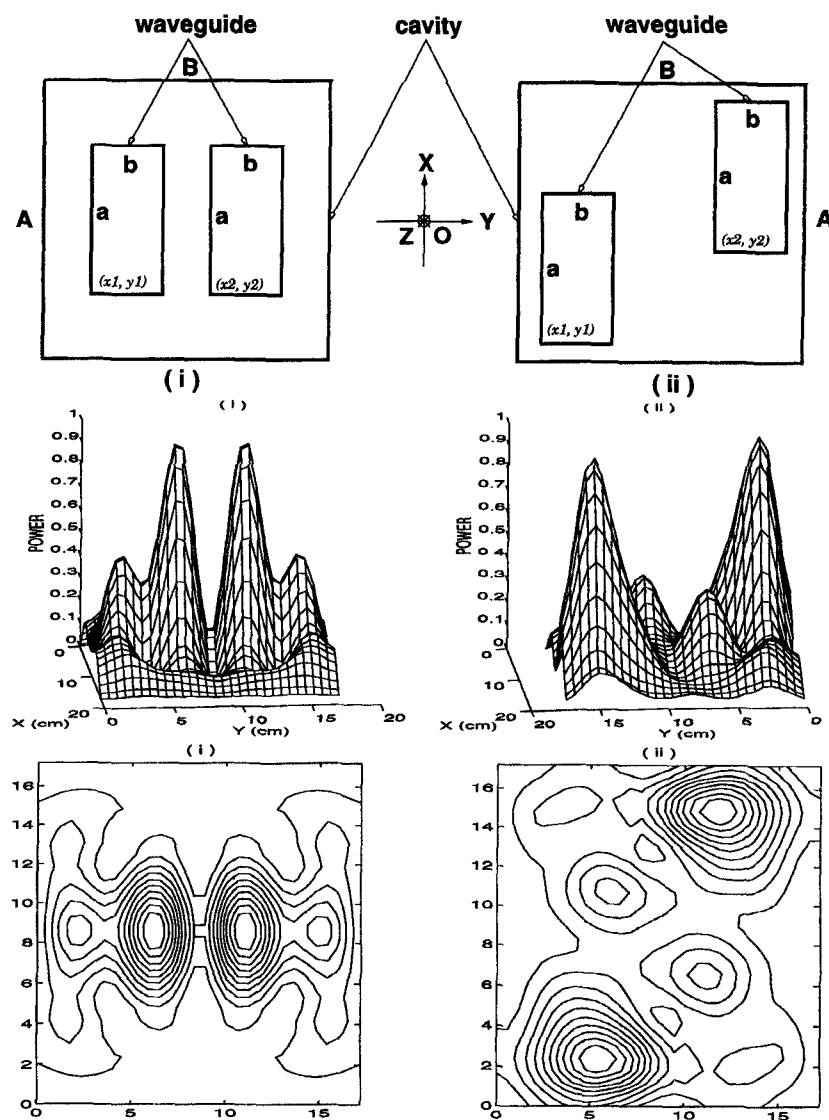 waveguide cavity waveguide
B B
b b b
X
a
A a a Z O Y A
b
(x2, y2)
a
(x1, y1) (x2, y2) (x1, y1)
( i ) ( ii )
( i ) ( ii )
1 1
0.9 0.9
0.8 0.8
0.7 0.7
0.6 0.6
POWER POWER
0.5 0.5
0.4 0.4
0.3 0.3
0.2 0.2
0.1 0.1
0 0
0 0
10 10
20 20
0 5 10 15 20 20 15 10 5 0
X (cm) Y (cm) X (cm) Y (cm)
( i ) ( ii )
16 16
14 14
12 12
10 10
8 8
6 6
4 4
2 2
0 0
0 5 10 15 0 5 10 15